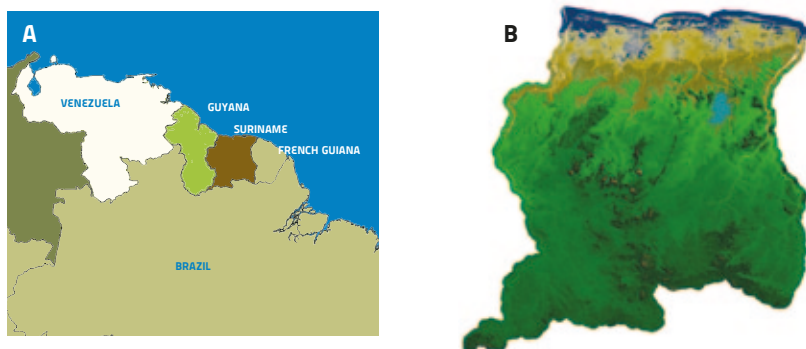 A
VENEZUELA
GUYANA
SURINAME
FRENCH GUIANA
BRAZIL
B